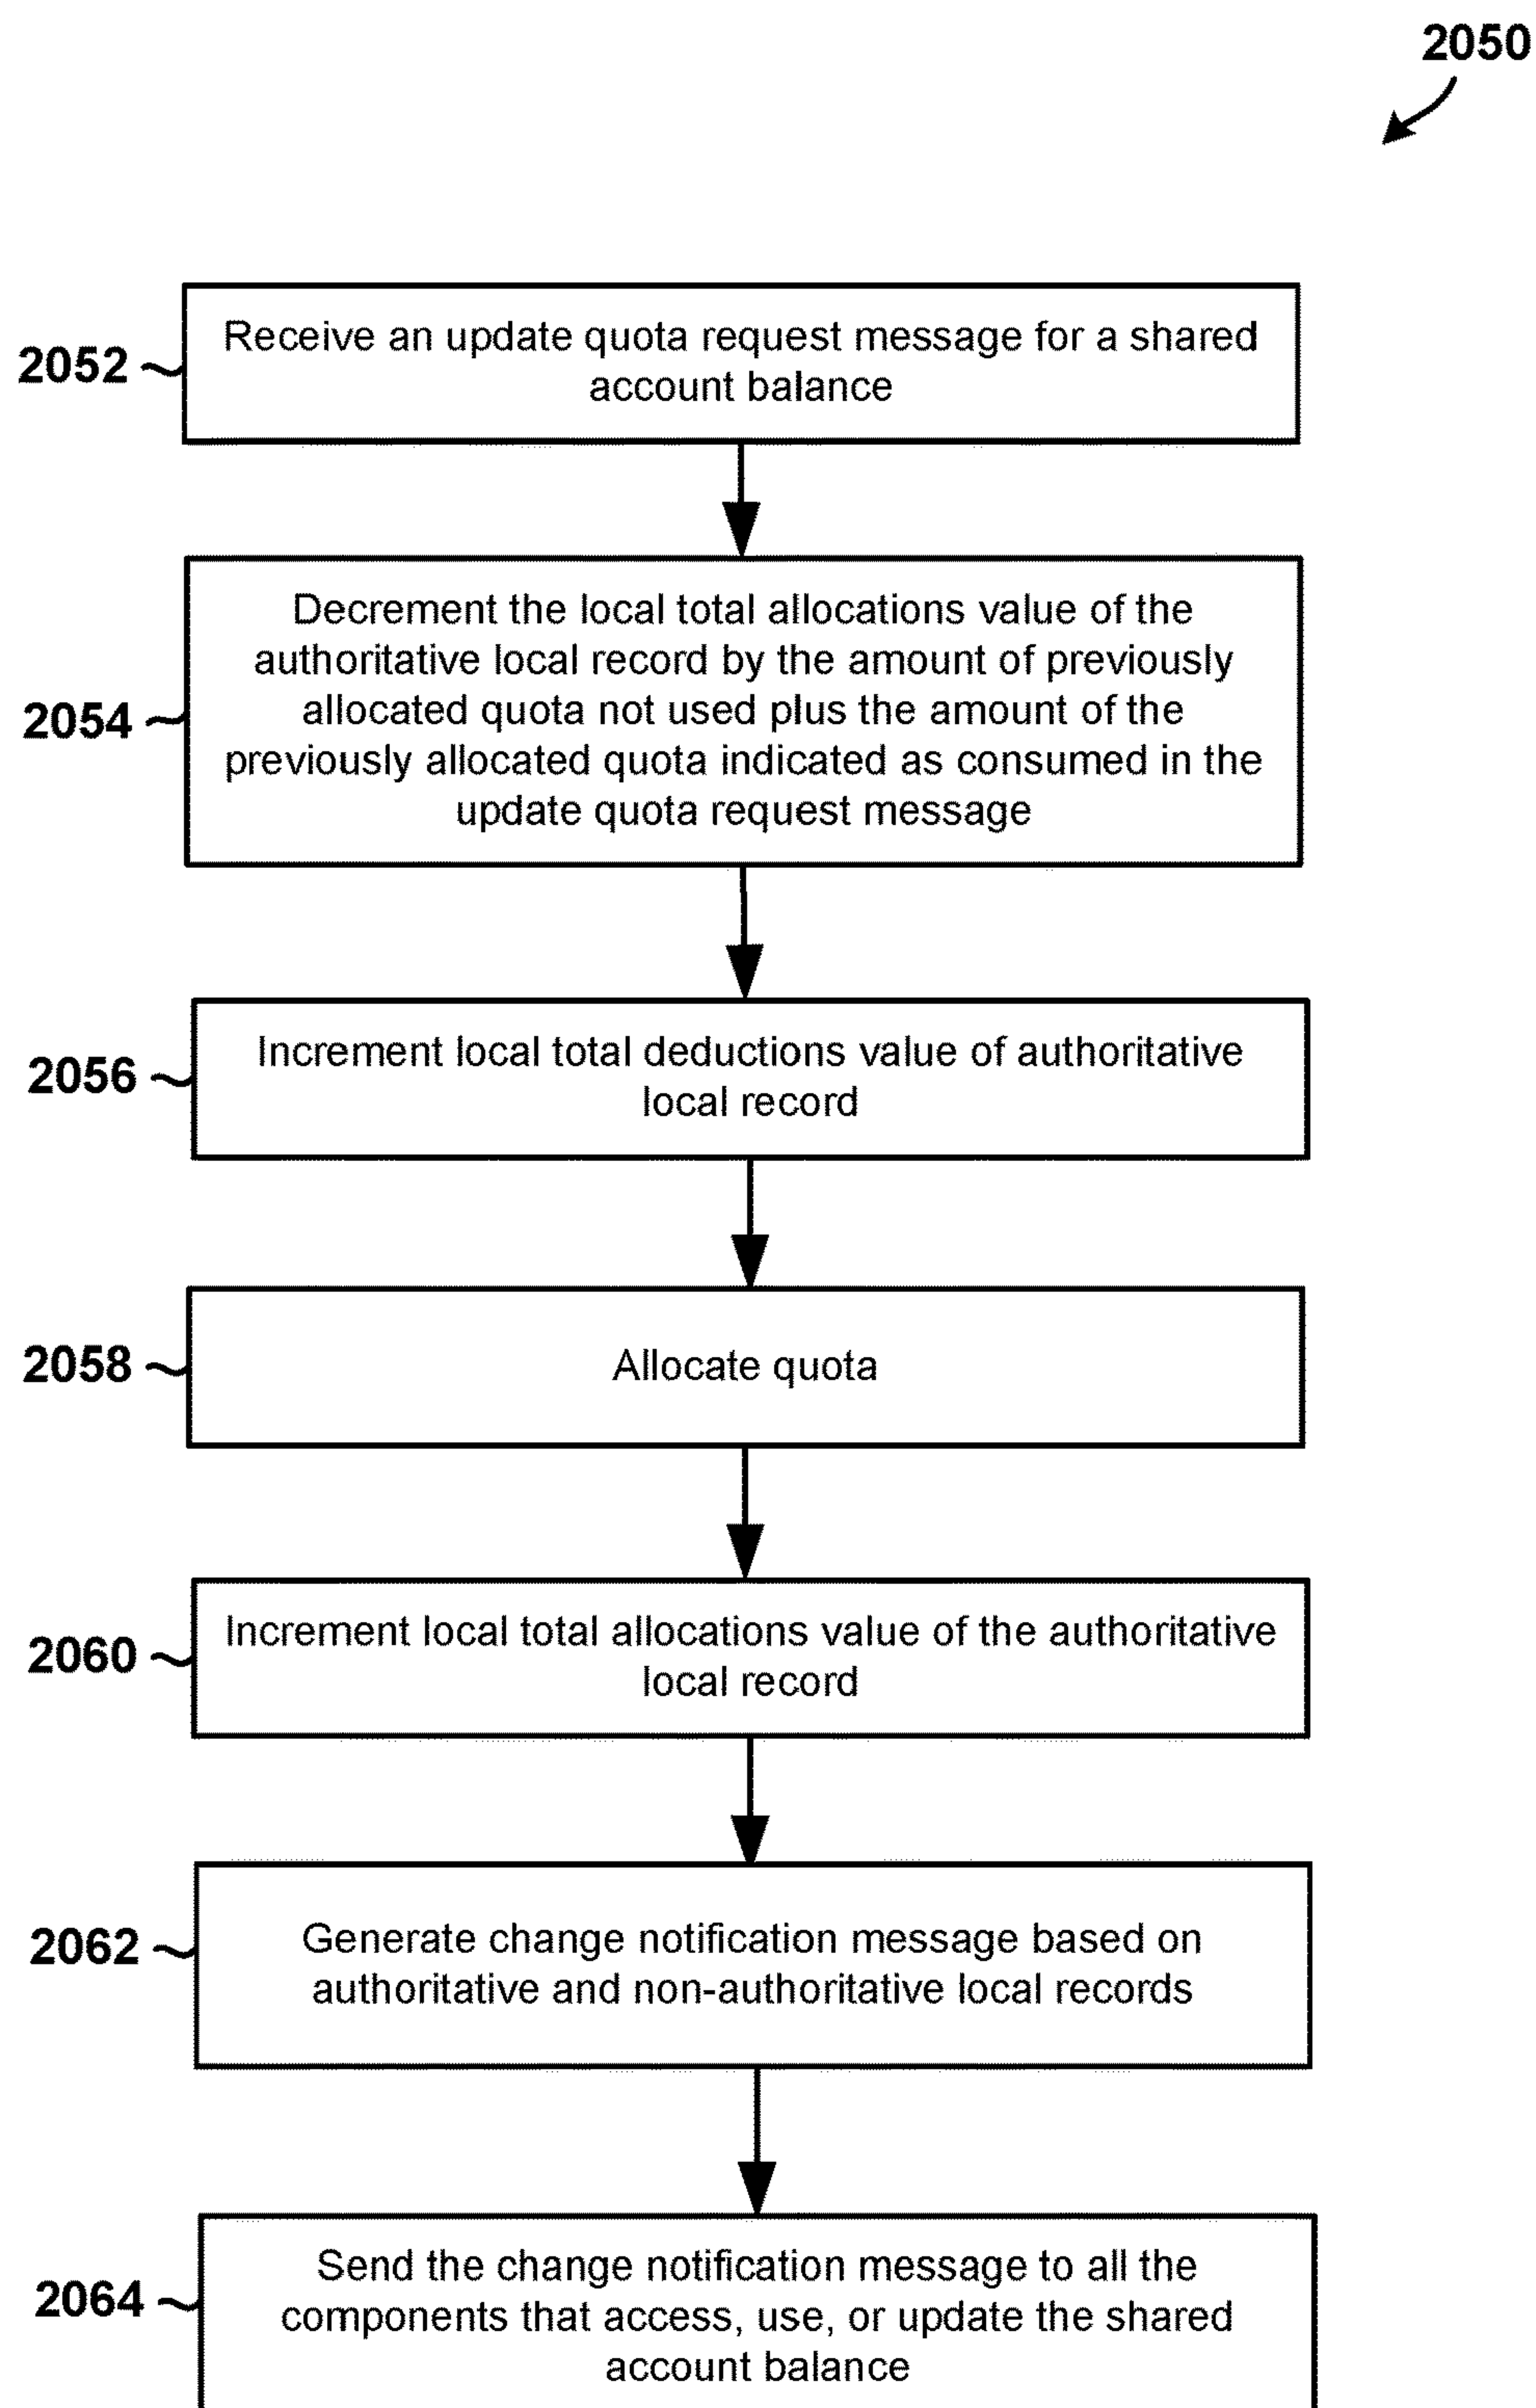 2050
2052
Receive an update quota request message for a shared
account balance
2054
Decrement the local total allocations value of the
authoritative local record by the amount of previously
allocated quota not used plus the amount of the
previously allocated quota indicated as consumed in the
update quota request message
2056
Increment local total deductions value of authoritative
local record
2058
Allocate quota
2060
Increment local total allocations value of the authoritative
local record
2062
Generate change notification message based on
authoritative and non-authoritative local records
2064
Send the change notification message to all the
components that access, use, or update the shared
account balance